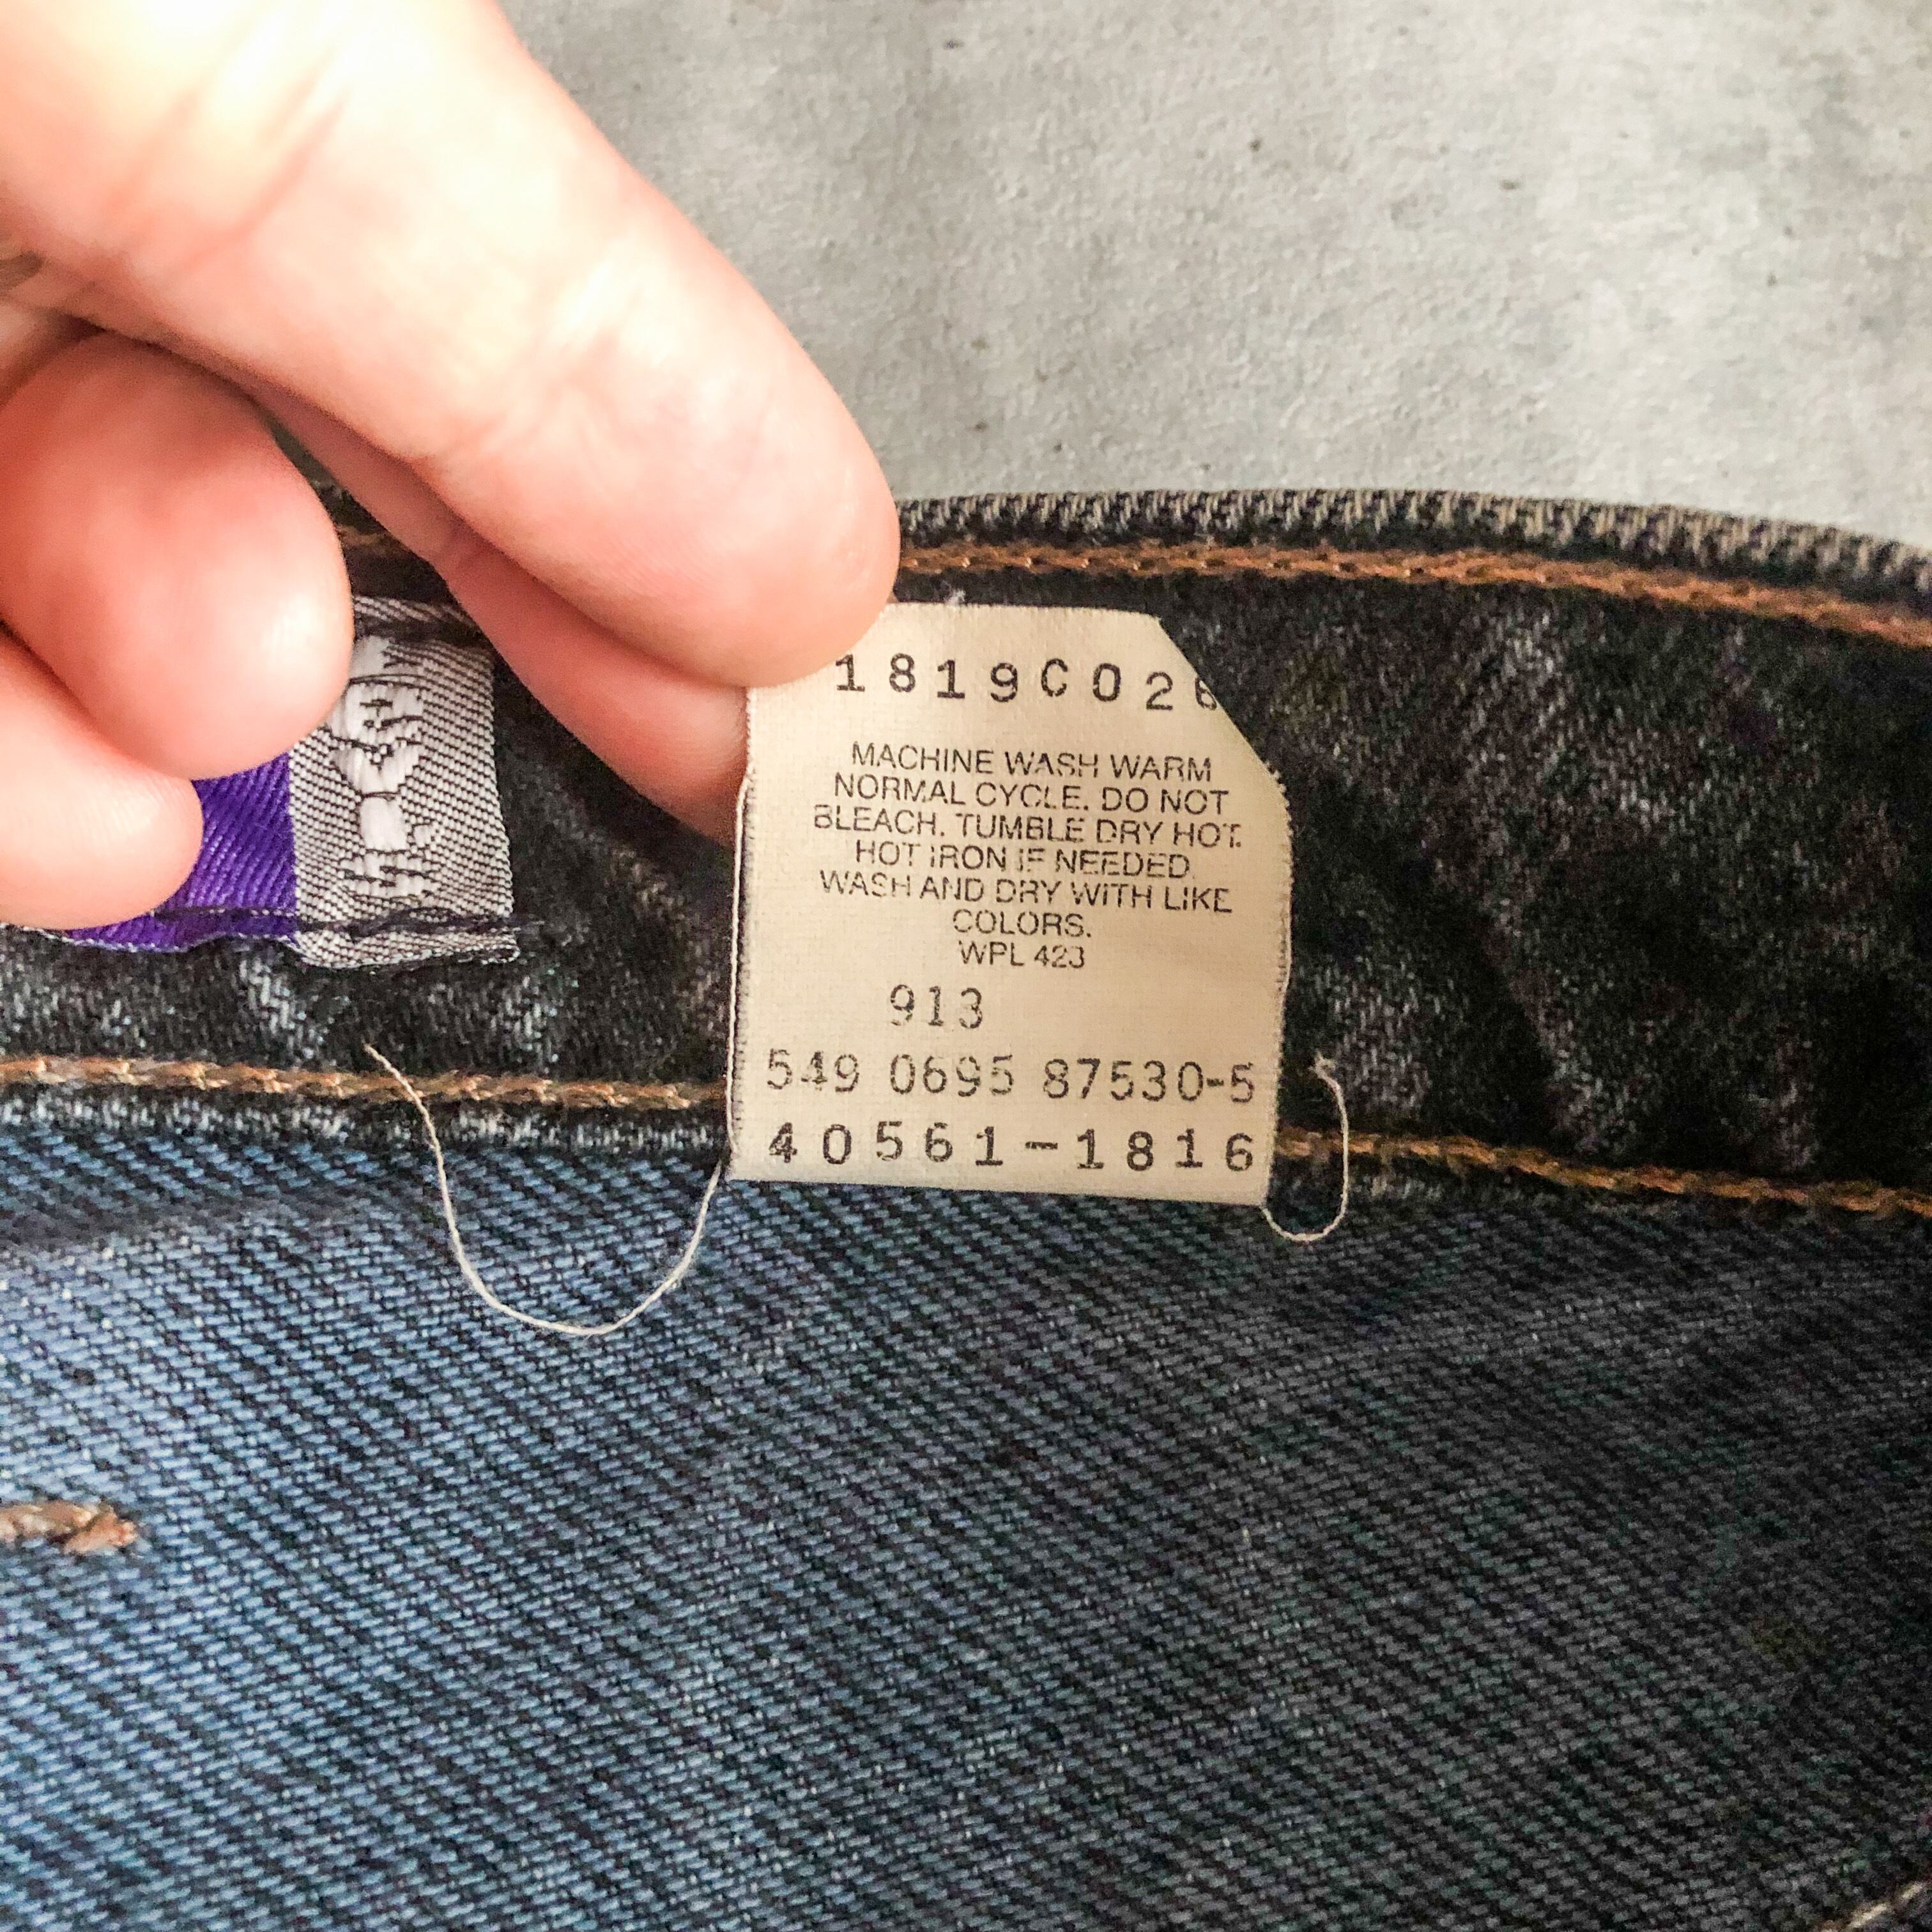 1819C026
MACHINE WASH WARM
NORMAL CYCLE. DO NOT
BLEACH. TUMBLE DRY HOT.
HOT IRON IF NEEDED.
WASH AND DRY WITH LIKE
COLORS.
WPL 423
913
549 0695 87530-5
40561-1816